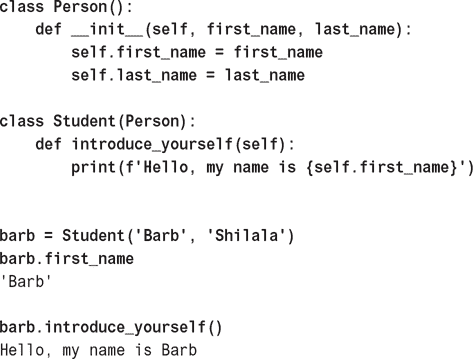 class Person():
    def __init__(self, first_name, last_name):
        self.first_name = first_name
        self.last_name = last_name

class Student(Person):
    def introduce_yourself(self):
        print(f'Hello, my name is {self.first_name}')

barb = Student('Barb', 'Shilala')
barb.first_name
'Barb'

barb.introduce_yourself()
Hello, my name is Barb